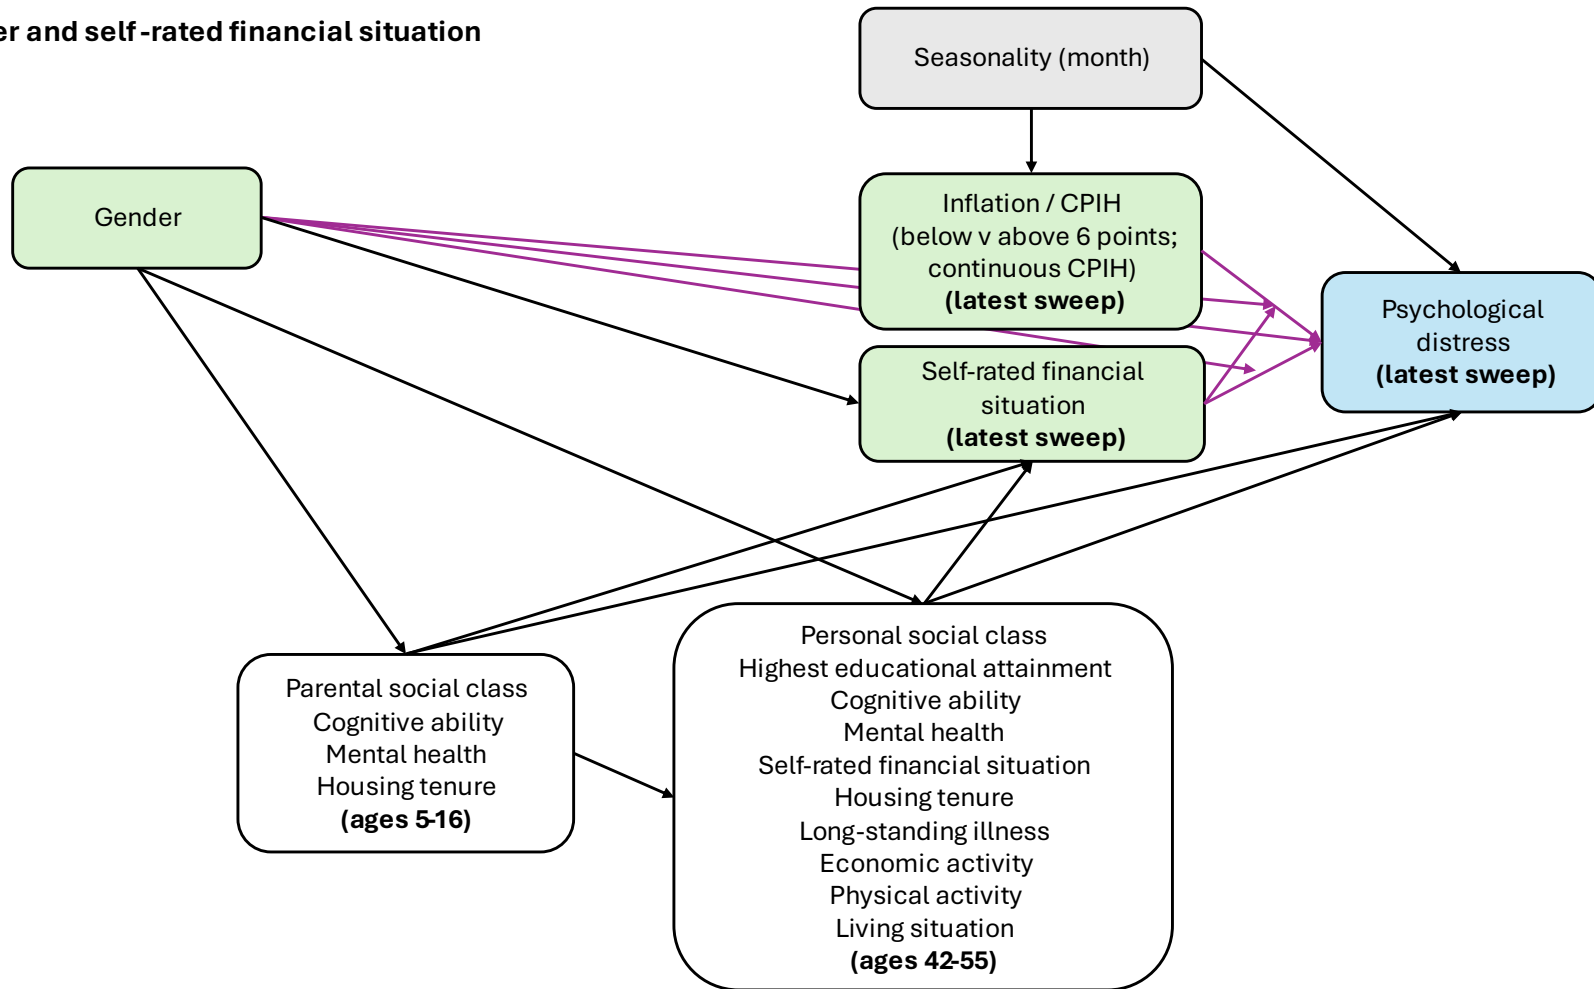 er and self-rated financial situation
Seasonality (month)
Gender
Inflation / CPIH
(below v above 6 points;
continuous CPIH)
(latest sweep)
Self-rated financial
situation
(latest sweep)
Psychological
distress
(latest sweep)
Parental social class
Cognitive ability
Mental health
Housing tenure
(ages 5-16)
Personal social class
Highest educational attainment
Cognitive ability
Mental health
Self-rated financial situation
Housing tenure
Long-standing illness
Economic activity
Physical activity
Living situation
(ages 42-55)